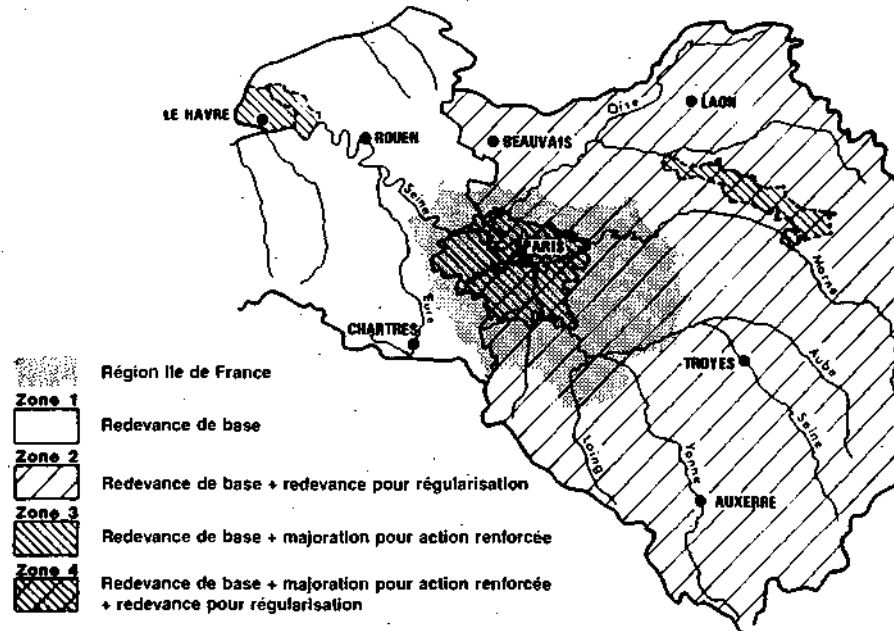 LE HAVRE
ROUEN
BEAUVAIS
Oise
LAON
Seine
PARIS
Marne
Eure
CHARTRES
TROYES
Aube
Seine
Loing
Yonne
AUXERRE
Région Ile de France
Zone 1
Redevance de base
Zone 2
Redevance de base + redevance pour régularisation
Zone 3
Redevance de base + majoration pour action renforcée
Zone 4
Redevance de base + majoration pour action renforcée
+ redevance pour régularisation